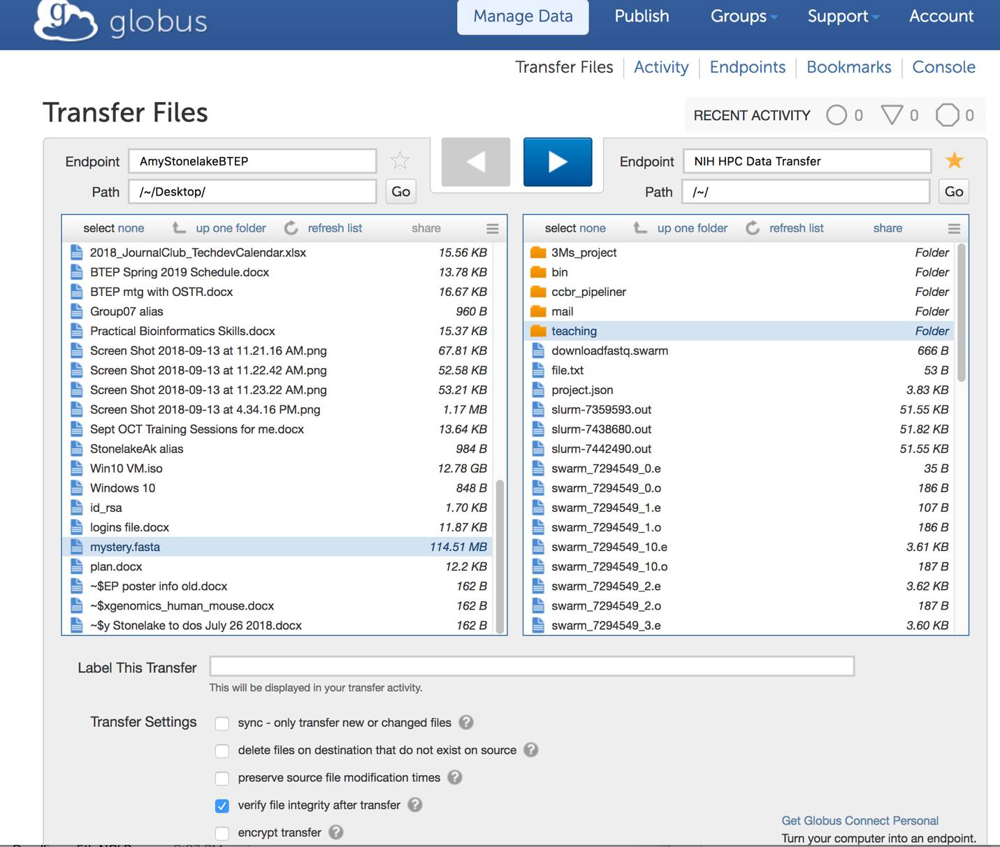 globus
Manage Data Publish Groups Support Account
Transfer Files Activity Endpoints Bookmarks Console
Transfer Files
RECENT ACTIVITY 0 0 0
Endpoint AmyStonelakeBTEP
Path /~/Desktop/ Go
Endpoint NIH HPC Data Transfer
Path /~/ Go
select none up one folder refresh list share
2018_JournalClub_TechdevCalendar.xlsx 15.56 KB
BTEP Spring 2019 Schedule.docx 13.78 KB
BTEP mtg with OSTR.docx 16.67 KB
Group07 alias 960 B
Practical Bioinformatics Skills.docx 15.37 KB
Screen Shot 2018-09-13 at 11.21.16 AM.png 67.81 KB
Screen Shot 2018-09-13 at 11.22.42 AM.png 52.58 KB
Screen Shot 2018-09-13 at 11.23.22 AM.png 53.21 KB
Screen Shot 2018-09-13 at 4.34.16 PM.png 1.17 MB
Sept OCT Training Sessions for me.docx 13.64 KB
StonelakeAk alias 984 B
Win10 VM.iso 12.78 GB
Windows 10 848 B
id_rsa 1.70 KB
logins file.docx 11.87 KB
mystery.fasta 114.51 MB
plan.docx 12.2 KB
~$EP poster info old.docx 162 B
~$xgenomics_human_mouse.docx 162 B
~$y Stonelake to dos July 26 2018.docx 162 B
select none up one folder refresh list share
3Ms_project Folder
bin Folder
ccbr_pipeliner Folder
mail Folder
teaching Folder
downloadfastq.swarm 666 B
file.txt 53 B
project.json 3.83 KB
slurm-7359593.out 51.55 KB
slurm-7438680.out 51.82 KB
slurm-7442490.out 51.55 KB
swarm_7294549_0.e 35 B
swarm_7294549_0.o 186 B
swarm_7294549_1.e 107 B
swarm_7294549_1.o 186 B
swarm_7294549_10.e 3.61 KB
swarm_7294549_10.o 187 B
swarm_7294549_2.e 3.62 KB
swarm_7294549_2.o 187 B
swarm_7294549_3.e 3.60 KB
Label This Transfer
This will be displayed in your transfer activity.
Transfer Settings
sync - only transfer new or changed files ?
delete files on destination that do not exist on source ?
preserve source file modification times ?
verify file integrity after transfer ?
encrypt transfer ?
Get Globus Connect Personal
Turn your computer into an endpoint.